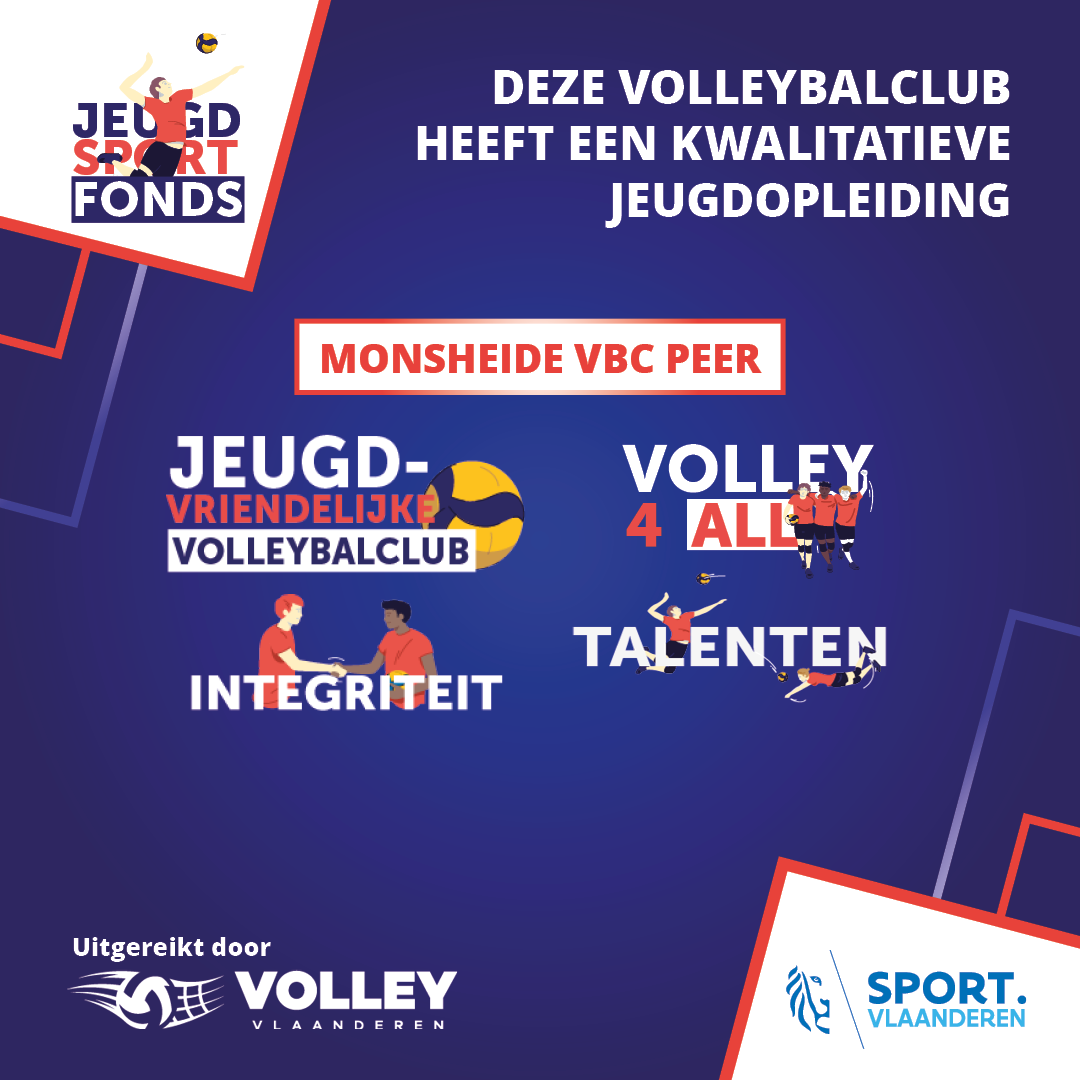 JEUGD
SPORT
FONDS
DEZE VOLLEYBALCLUB
HEEFT EEN KWALITATIEVE
JEUGDOPLEIDING
MONSHEIDE VBC PEER
JEUGD-
VRIENDELIJKE
VOLLEYBALCLUB
VOLLEY
4 ALL
INTEGRITEIT
TALENTEN
Uitgereikt door
VOLLEY
VLAANDEREN
SPORT.
VLAANDEREN